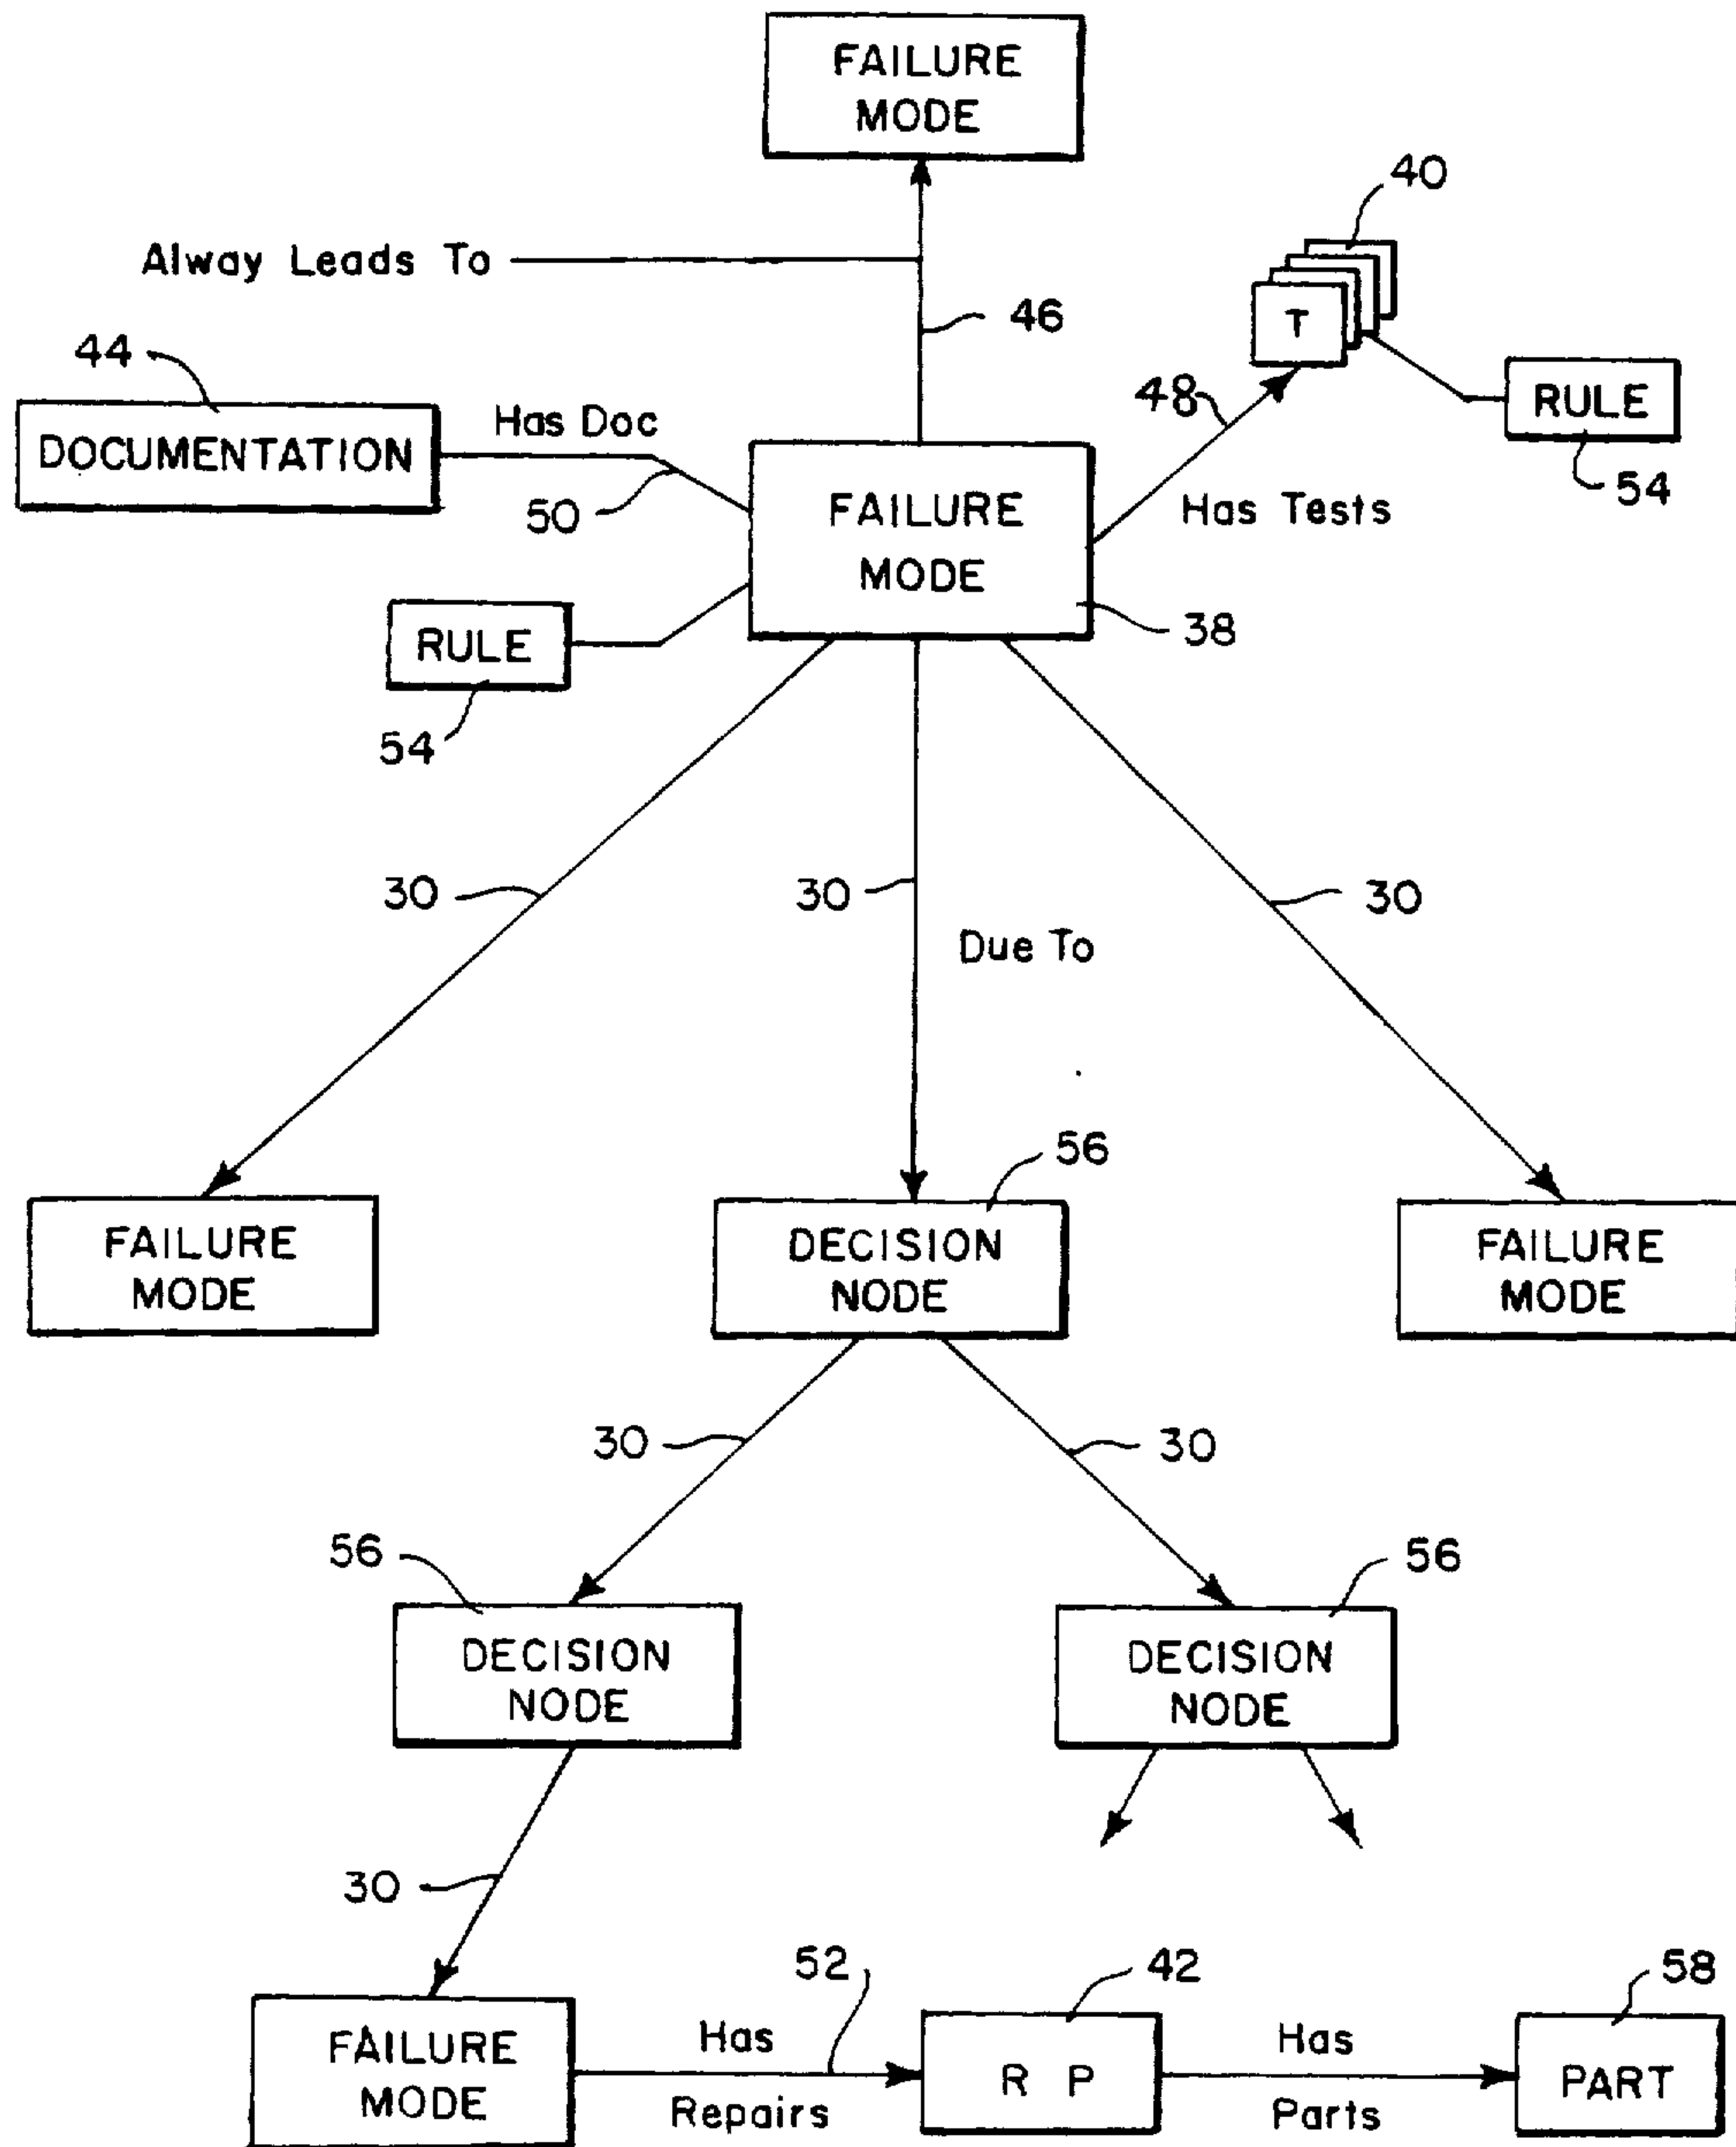 FAILURE
MODE
40
Alway Leads To
46
T
44
48
RULE
Has Doc
DOCUMENTATION
54
50
Has Tests
FAILURE
MODE
38
RULE
54
30
30
30
Due To
56
FAILURE
MODE
DECISION
NODE
FAILURE
MODE
30
30
56
56
DECISION
NODE
DECISION
NODE
30
52
42
58
FAILURE
MODE
Has
Repairs
R P
Has
Parts
PART